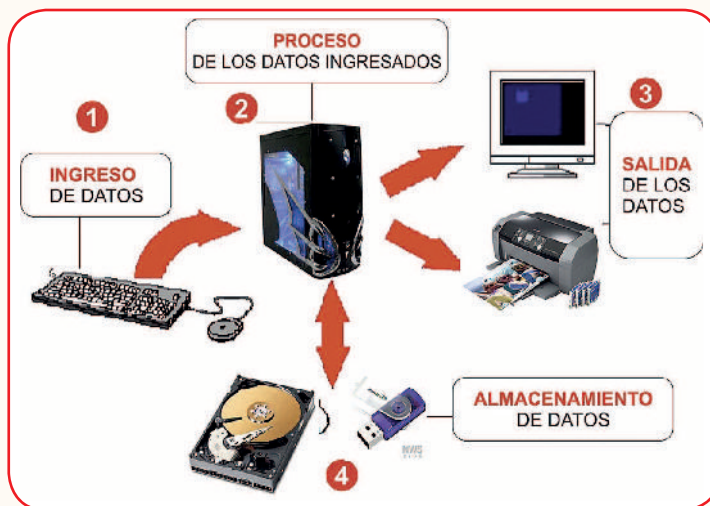 1
INGRESO
DE DATOS
PROCESO
DE LOS DATOS INGRESADOS
2
3
SALIDA
DE LOS
DATOS
4
ALMACENAMIENTO
DE DATOS